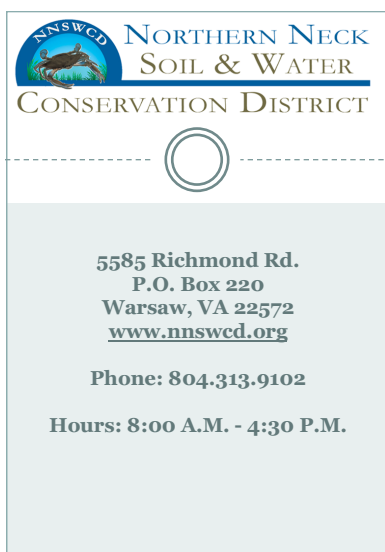 NNSWCD
NORTHERN NECK
SOIL & WATER
CONSERVATION DISTRICT
5585 Richmond Rd.
P.O. Box 220
Warsaw, VA 22572
www.nnswcd.org
Phone: 804.313.9102
Hours: 8:00 A.M. - 4:30 P.M.